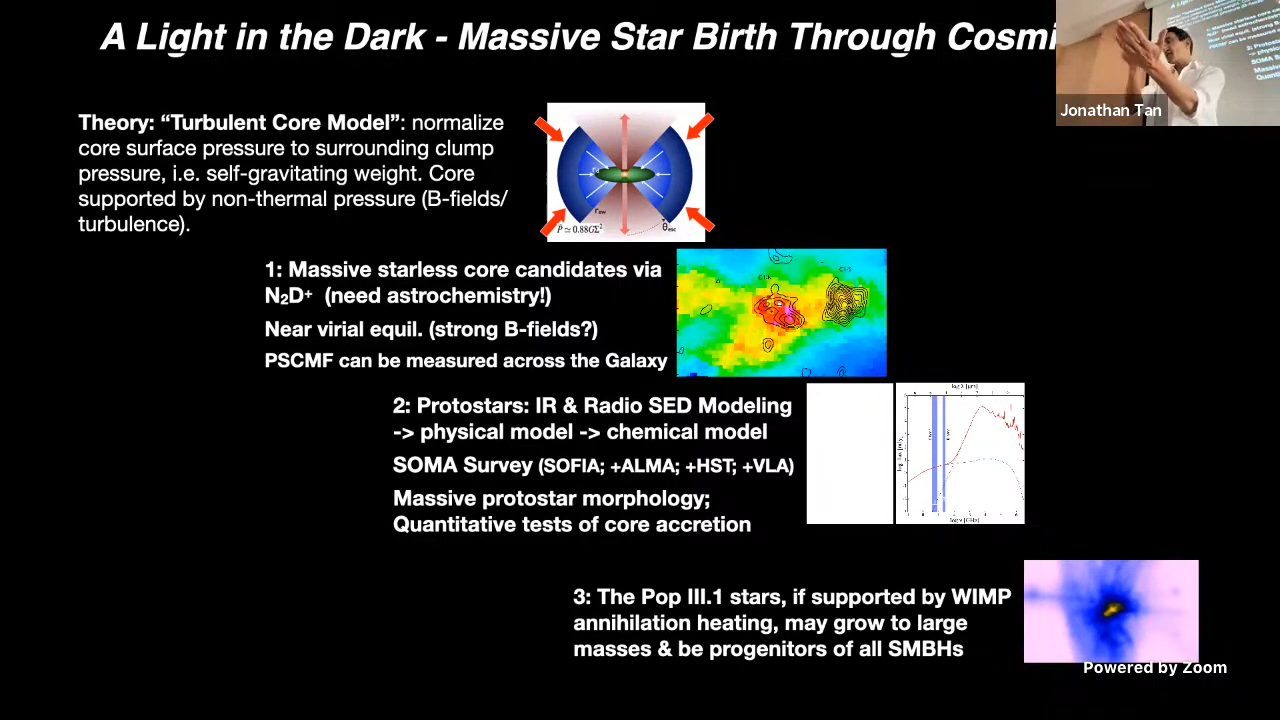 A Light in the Dark - Massive Star Birth Through Cosmi
Jonathan Tan
Theory: “Turbulent Core Model”: normalize
core surface pressure to surrounding clump
pressure, i.e. self-gravitating weight. Core
supported by non-thermal pressure (B-fields/
turbulence).
1: Massive starless core candidates via
N₂D⁺ (need astrochemistry!)
Near virial equil. (strong B-fields?)
PSCMF can be measured across the Galaxy
2: Protostars: IR & Radio SED Modeling
-> physical model -> chemical model
SOMA Survey (SOFIA; +ALMA; +HST; +VLA)
Massive protostar morphology;
Quantitative tests of core accretion
3: The Pop III.1 stars, if supported by WIMP
annihilation heating, may grow to large
masses & be progenitors of all SMBHs
Powered by Zoom